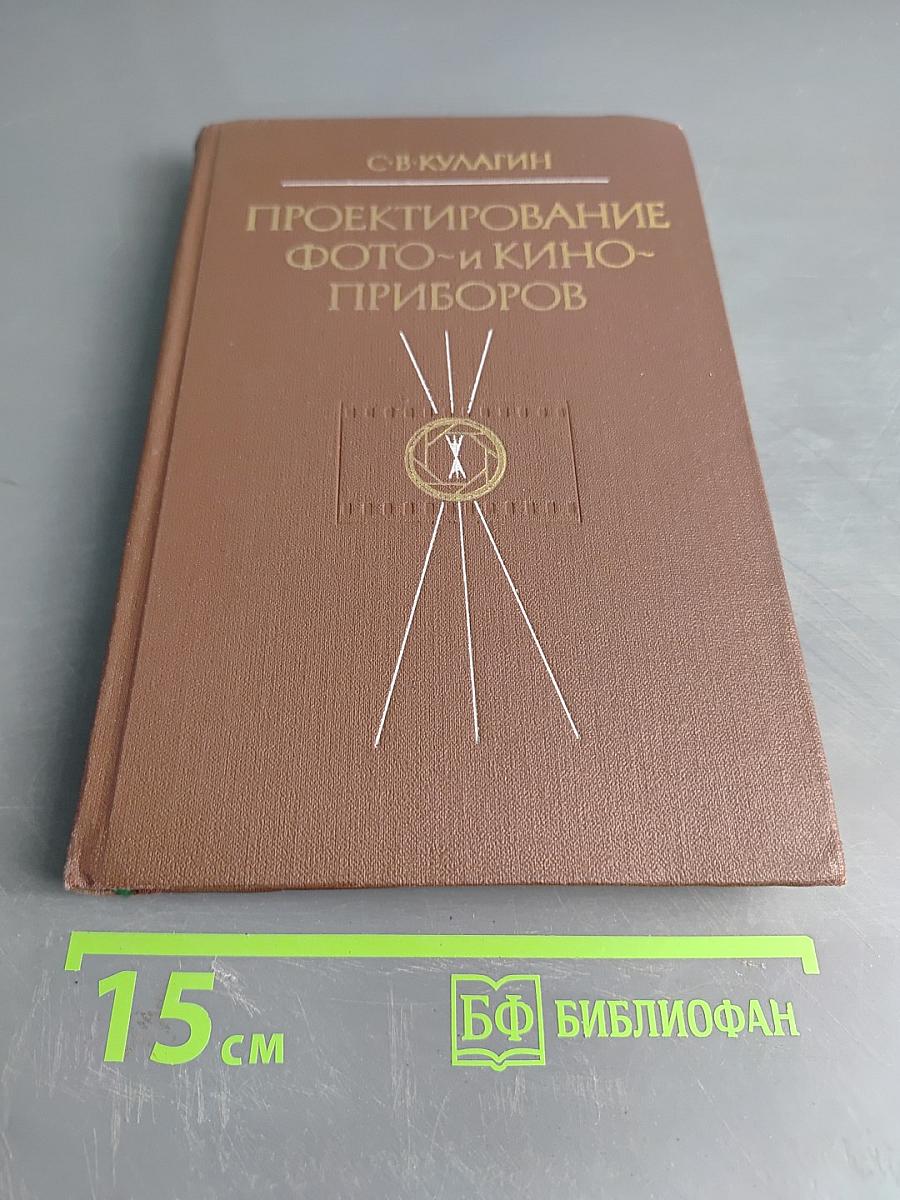 С·В·КУЛАГИН
ПРОЕКТИРОВАНИЕ
ФОТО~и КИНО~
ПРИБОРОВ
15 см
БФ БИБЛИОФАН